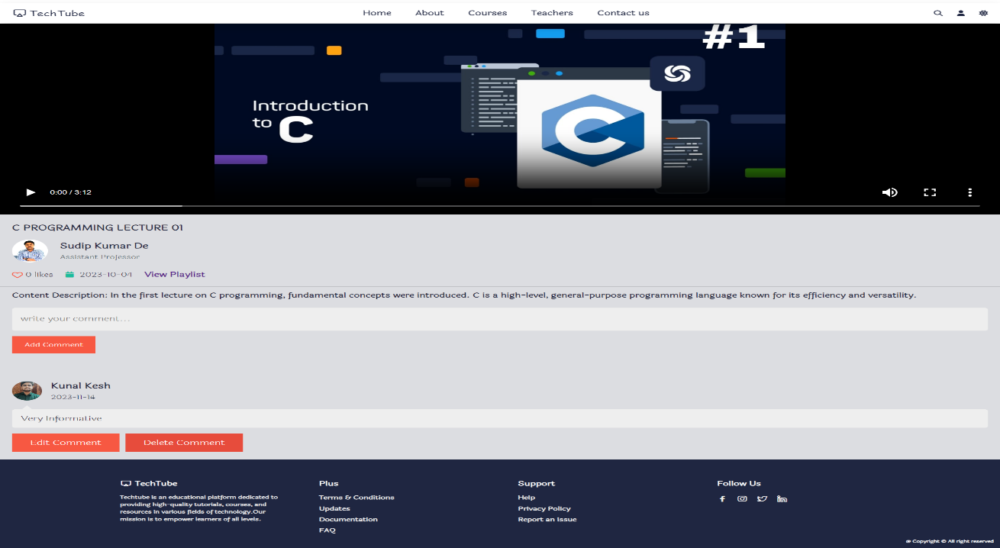 TechTube
Home About Courses Teachers Contact us
#1
Introduction
to C
C
0:00 / 3:12
C PROGRAMMING LECTURE 01
Sudip Kumar De
Assistant Professor
0 likes 2023-10-04 View Playlist
Content Description: In the first lecture on C programming, fundamental concepts were introduced. C is a high-level, general-purpose programming language known for its efficiency and versatility.
write your comment...
Add Comment
Kunal Kesh
2023-11-14
Very Informative
Edit Comment Delete Comment
TechTube
Techtube is an educational platform dedicated to
providing high-quality tutorials, courses, and
resources in various fields of technology.Our
mission is to empower learners of all levels.
Plus
Terms & Conditions
Updates
Documentation
FAQ
Support
Help
Privacy Policy
Report an Issue
Follow Us
@ Copyright © All right reserved